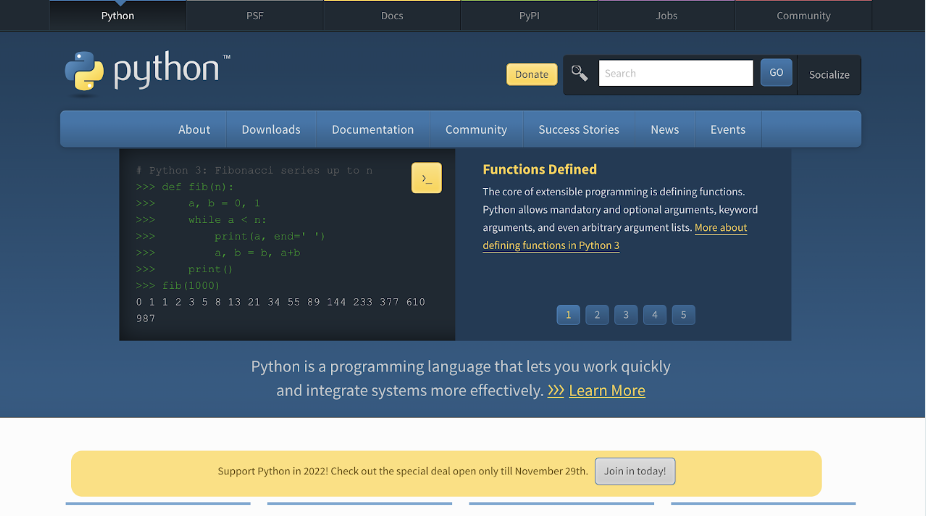 Python
PSF
Docs
PyPI
Jobs
Community
python™
Donate
Search
GO
Socialize
About
Downloads
Documentation
Community
Success Stories
News
Events
# Python 3: Fibonacci series up to n
>>> def fib(n):
>>>     a, b = 0, 1
>>>     while a < n:
>>>         print(a, end=' ')
>>>         a, b = b, a+b
>>>     print()
>>> fib(1000)
0 1 1 2 3 5 8 13 21 34 55 89 144 233 377 610
987
>_
Functions Defined
The core of extensible programming is defining functions.
Python allows mandatory and optional arguments, keyword
arguments, and even arbitrary argument lists. More about
defining functions in Python 3
1
2
3
4
5
Python is a programming language that lets you work quickly
and integrate systems more effectively. >>> Learn More
Support Python in 2022! Check out the special deal open only till November 29th.
Join in today!